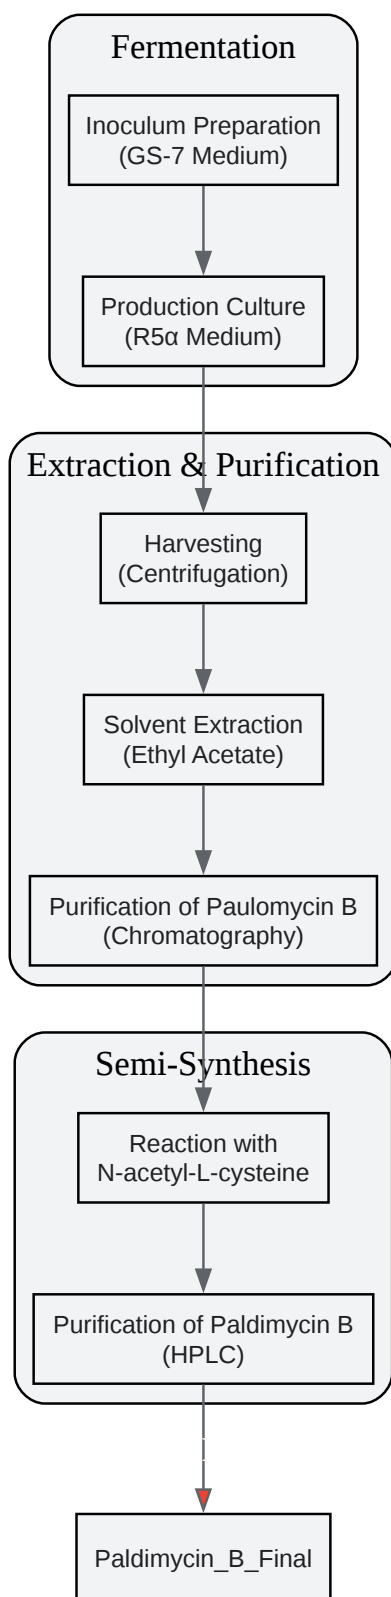 Fermentation
Inoculum Preparation
(GS-7 Medium)
Production Culture
(R5α Medium)
Extraction & Purification
Harvesting
(Centrifugation)
Solvent Extraction
(Ethyl Acetate)
Purification of Paulomycin B
(Chromatography)
Semi-Synthesis
Reaction with
N-acetyl-L-cysteine
Purification of Paldimycin B
(HPLC)
Paldimycin_B_Final